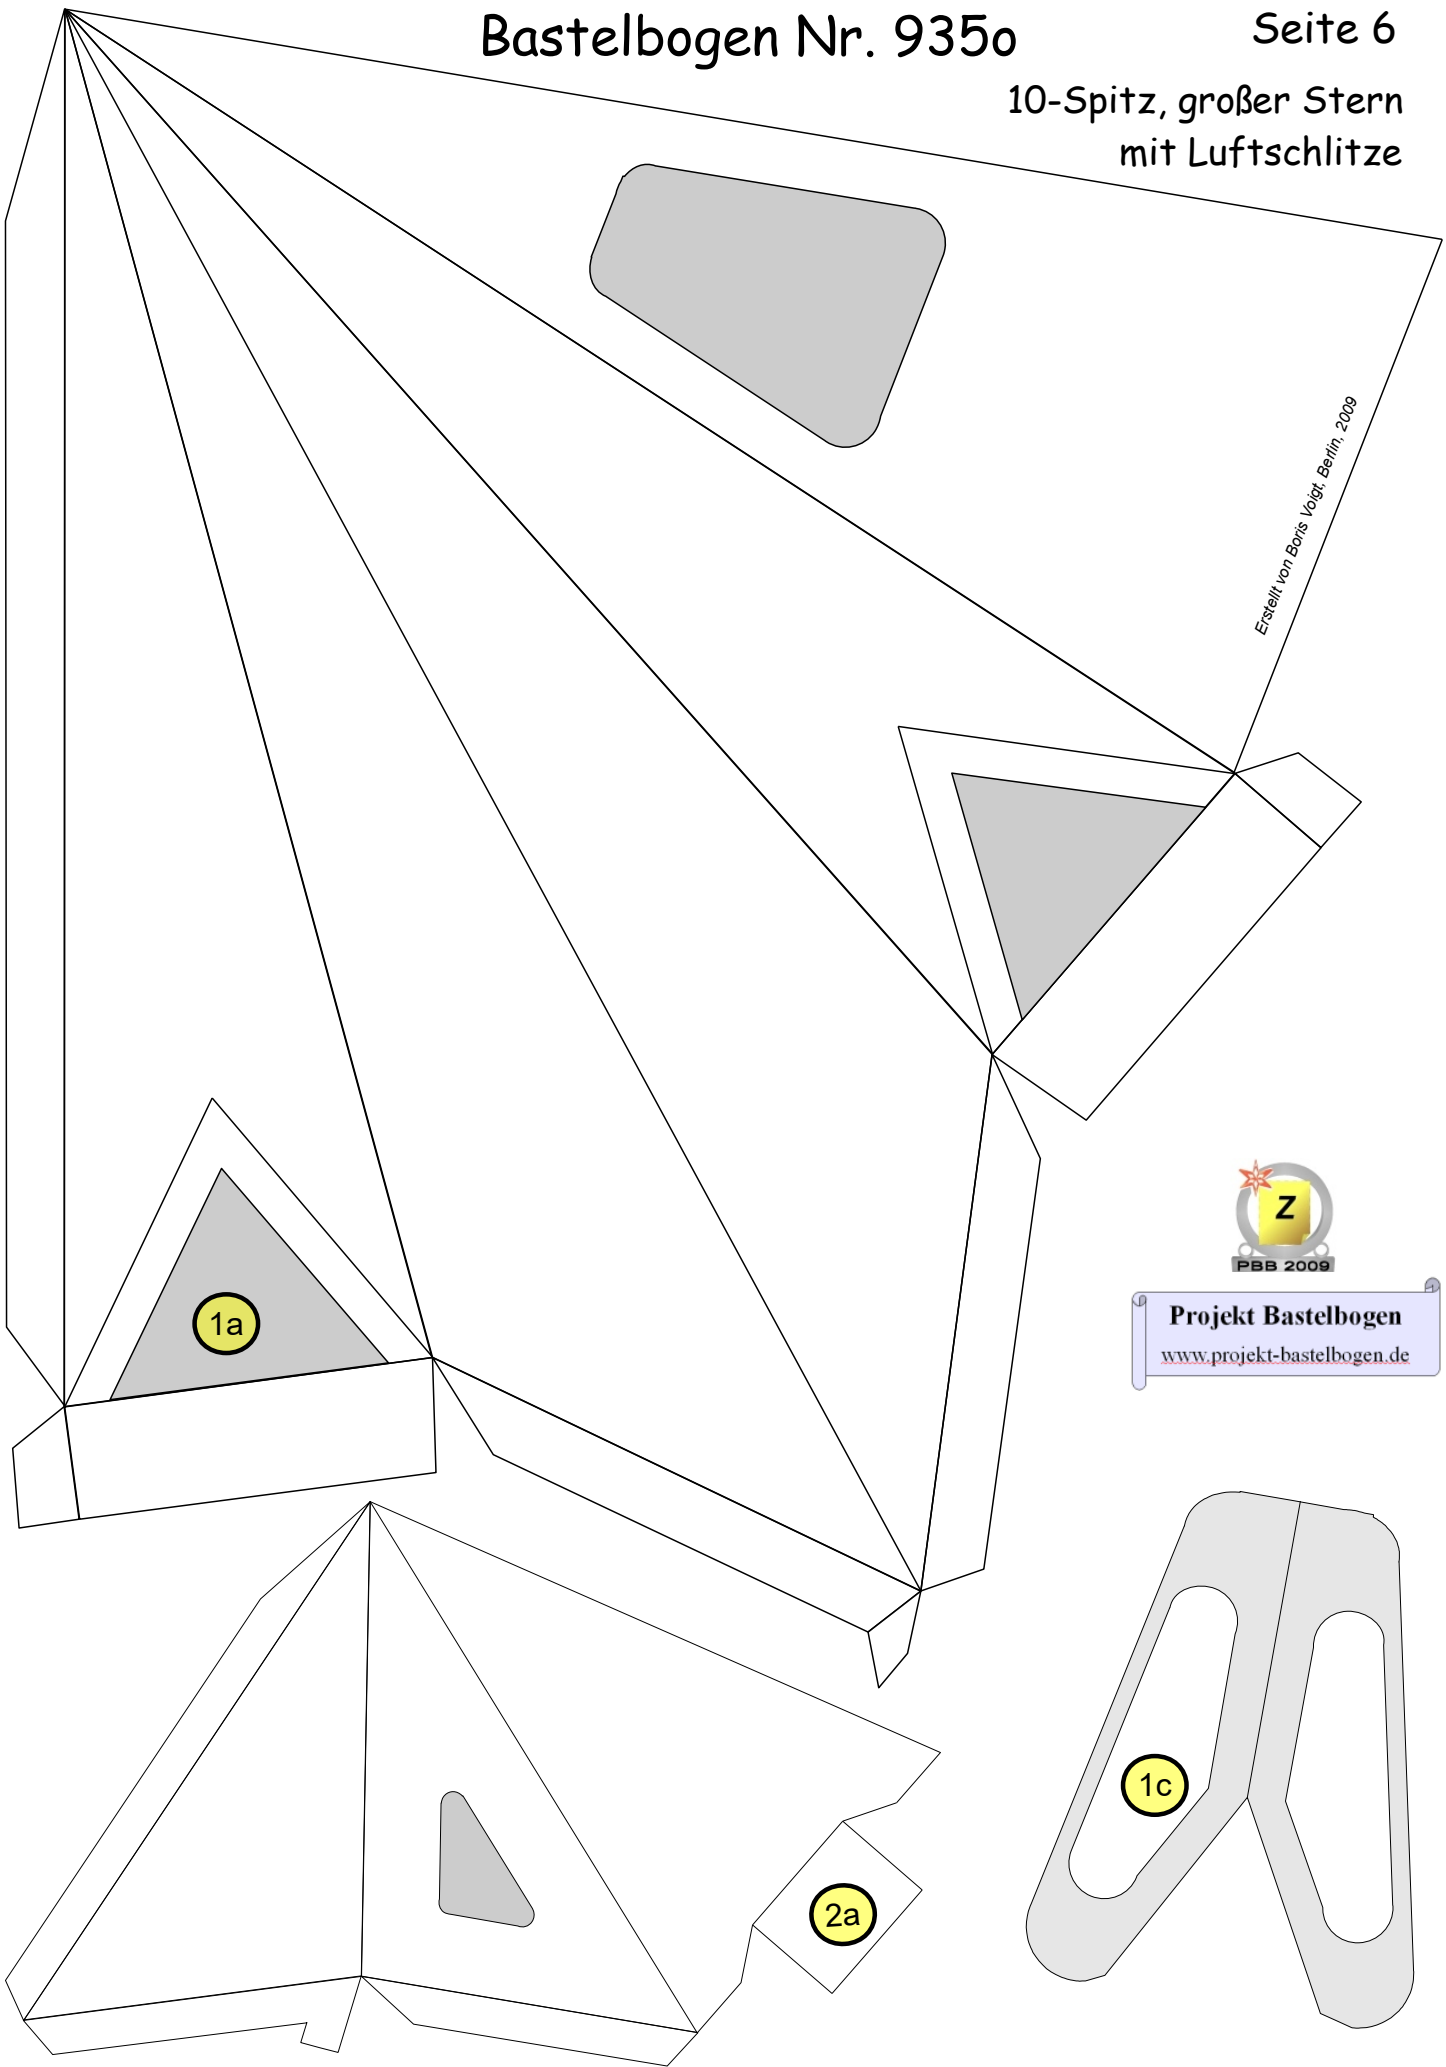 Bastelbogen Nr. 935o
Seite 6
10-Spitz, großer Stern
mit Luftschlitze
Erstellt von Boris Voigt, Berlin, 2009
1a
Z
PBB 2009
Projekt Bastelbogen
www.projekt-bastelbogen.de
1c
2a